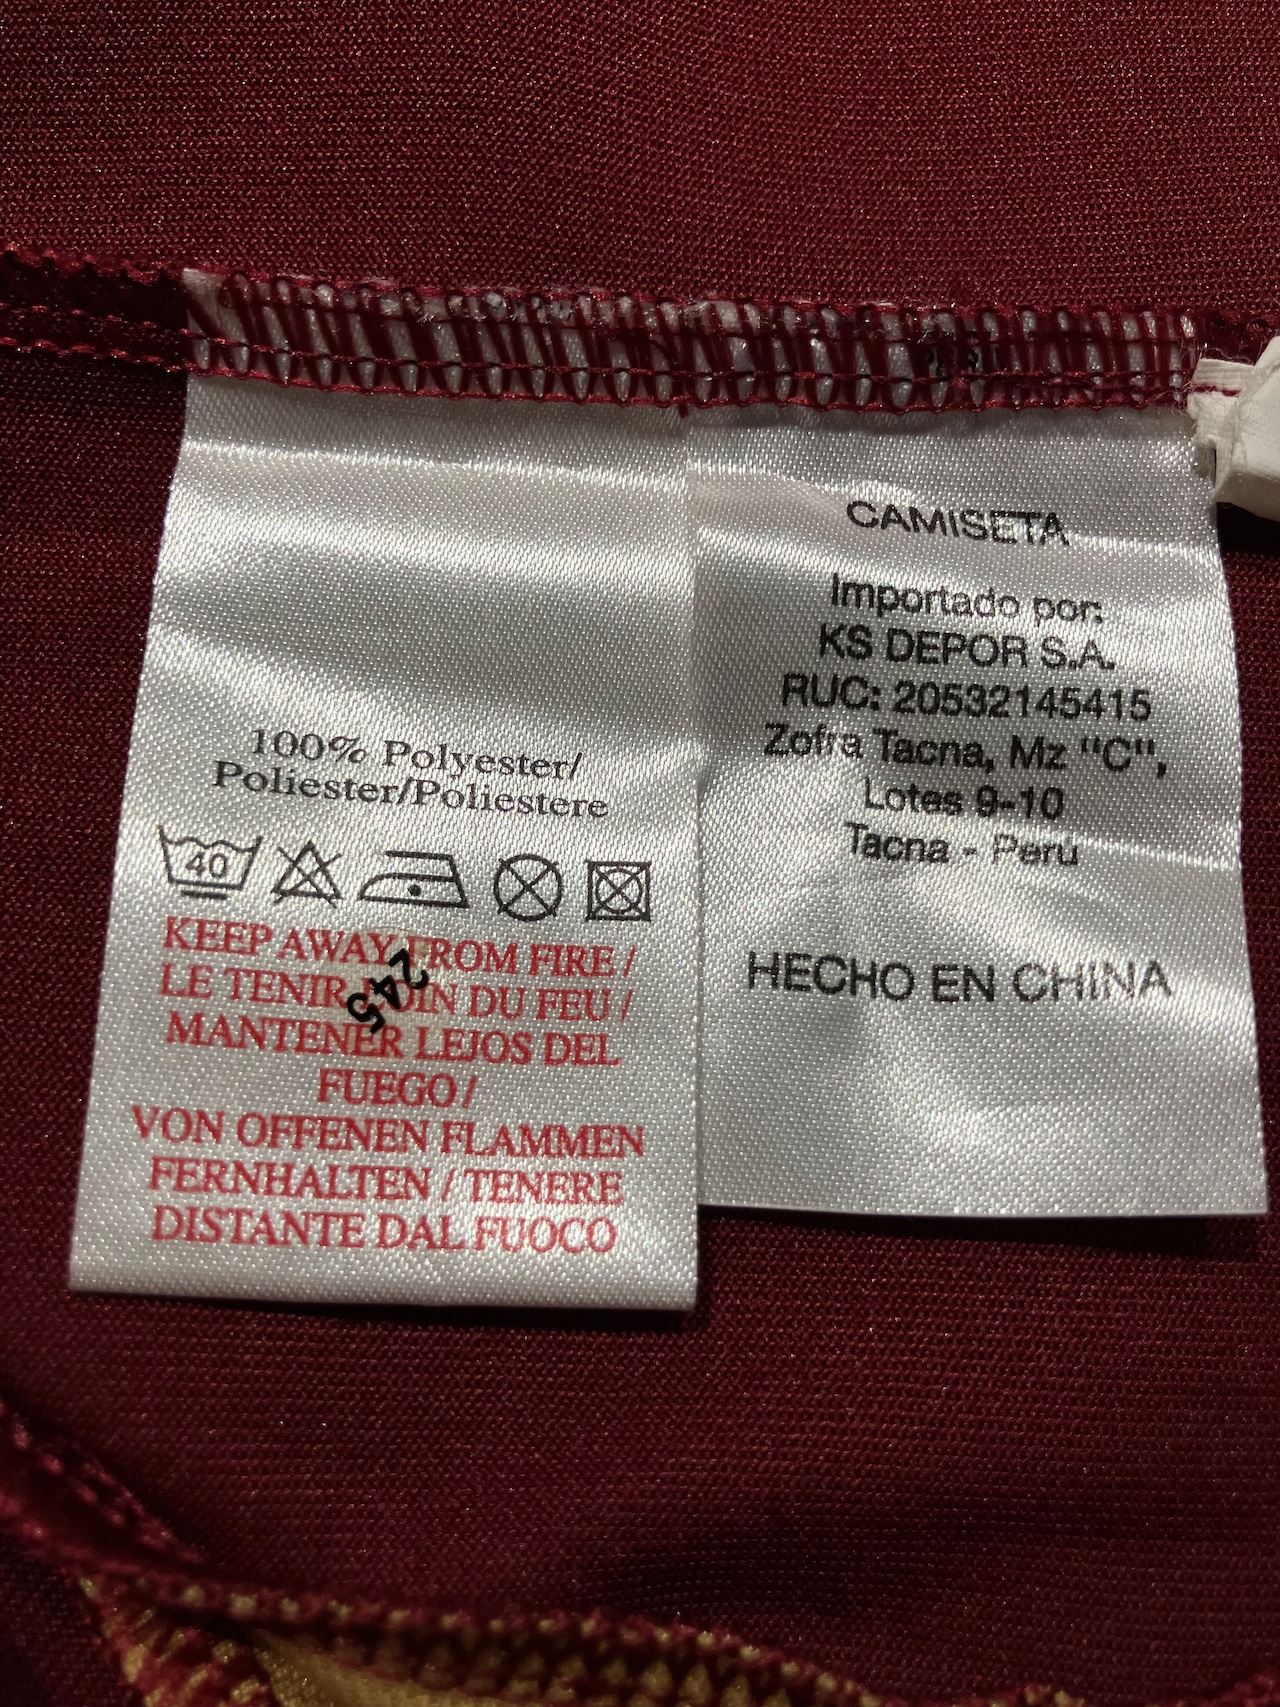 100% Polyester/
Poliester/Poliestere
40
KEEP AWAY FROM FIRE /
LE TENIR LOIN DU FEU /
MANTENER LEJOS DEL
FUEGO /
VON OFFENEN FLAMMEN
FERNHALTEN / TENERE
DISTANTE DAL FUOCO
245
CAMISETA
Importado por:
KS DEPOR S.A.
RUC: 20532145415
Zofra Tacna, Mz "C",
Lotes 9-10
Tacna - Peru
HECHO EN CHINA